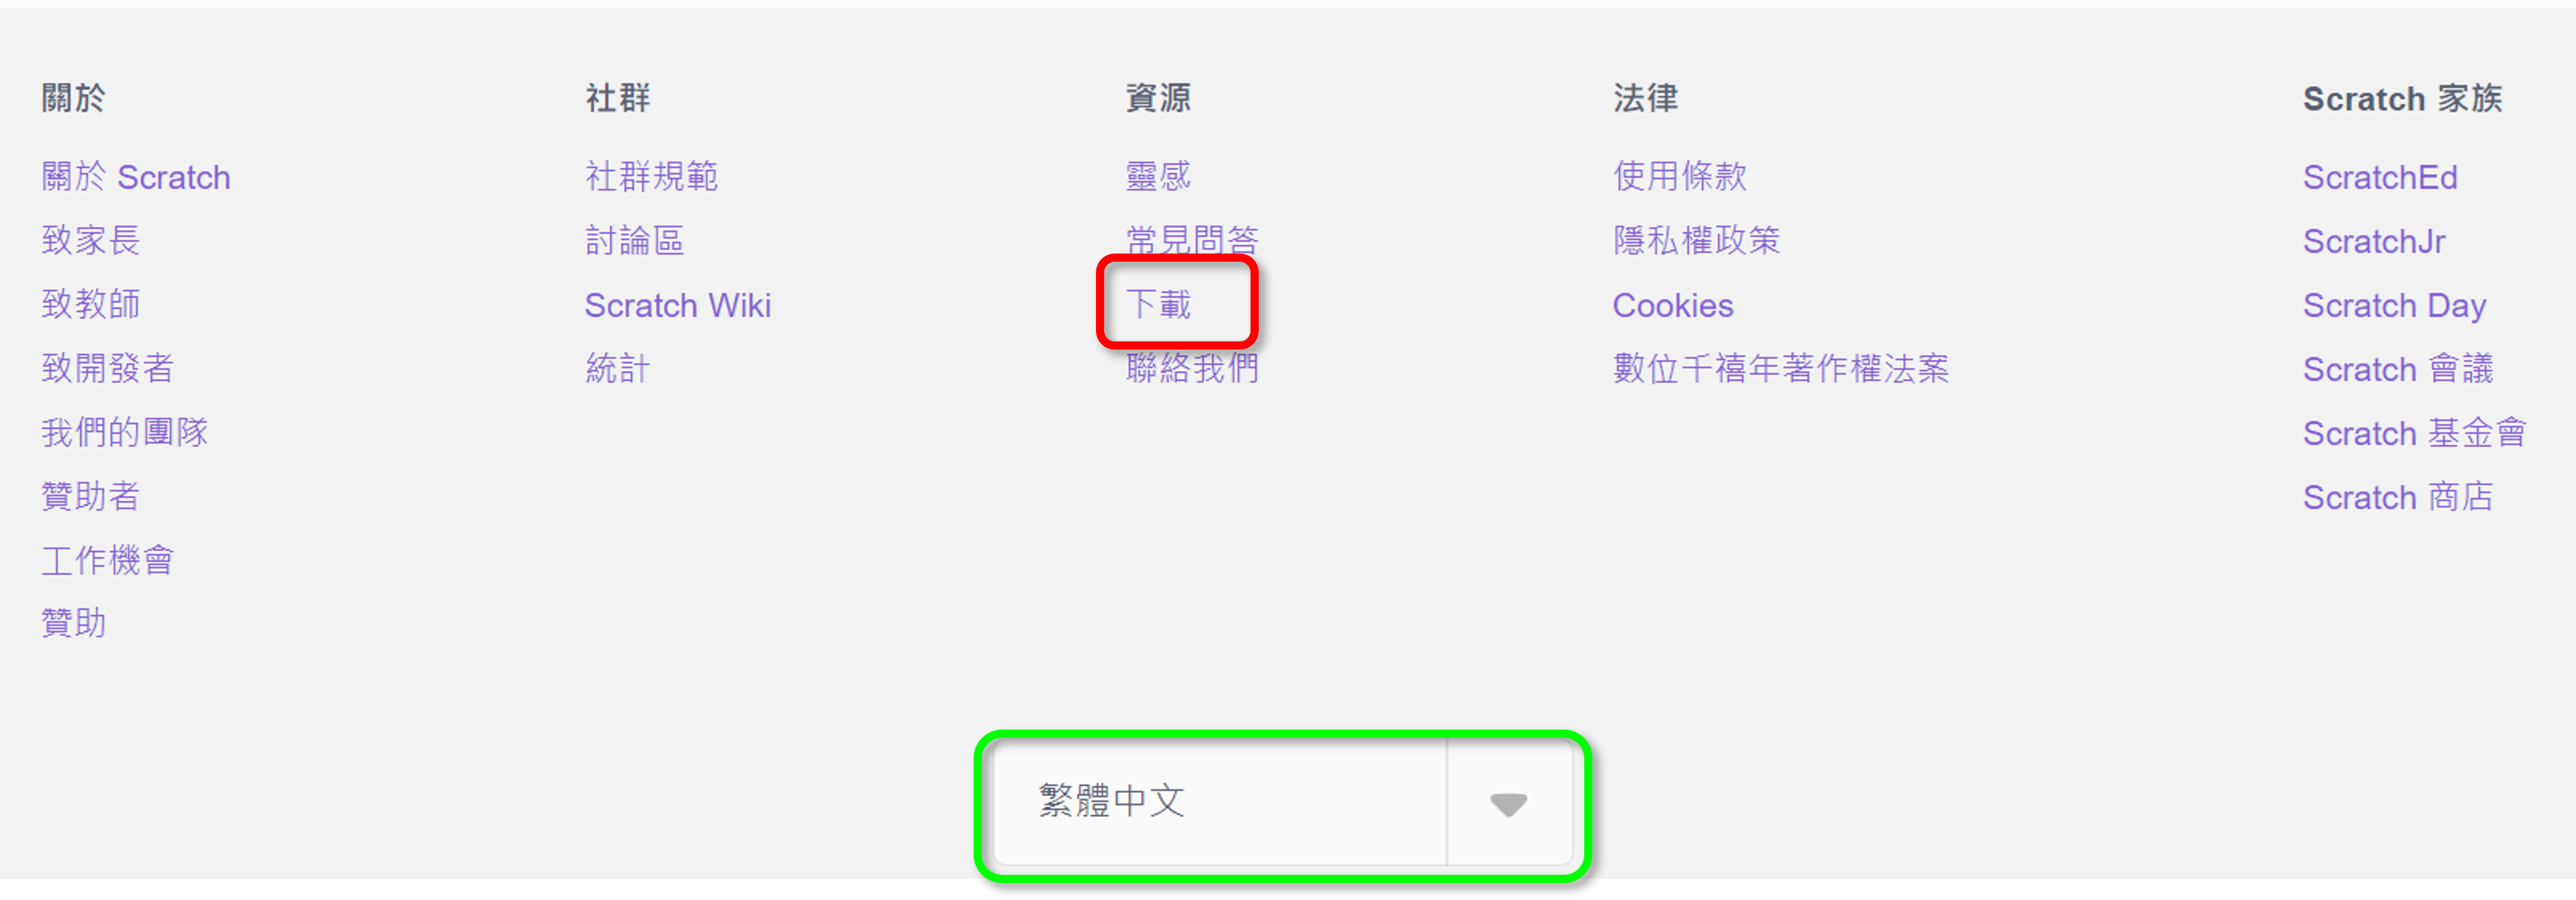 關於
關於 Scratch
致家長
致教師
致開發者
我們的團隊
贊助者
工作機會
贊助
社群
社群規範
討論區
Scratch Wiki
統計
資源
靈感
常見問答
下載
聯絡我們
法律
使用條款
隱私權政策
Cookies
數位千禧年著作權法案
Scratch 家族
ScratchEd
ScratchJr
Scratch Day
Scratch 會議
Scratch 基金會
Scratch 商店
繁體中文